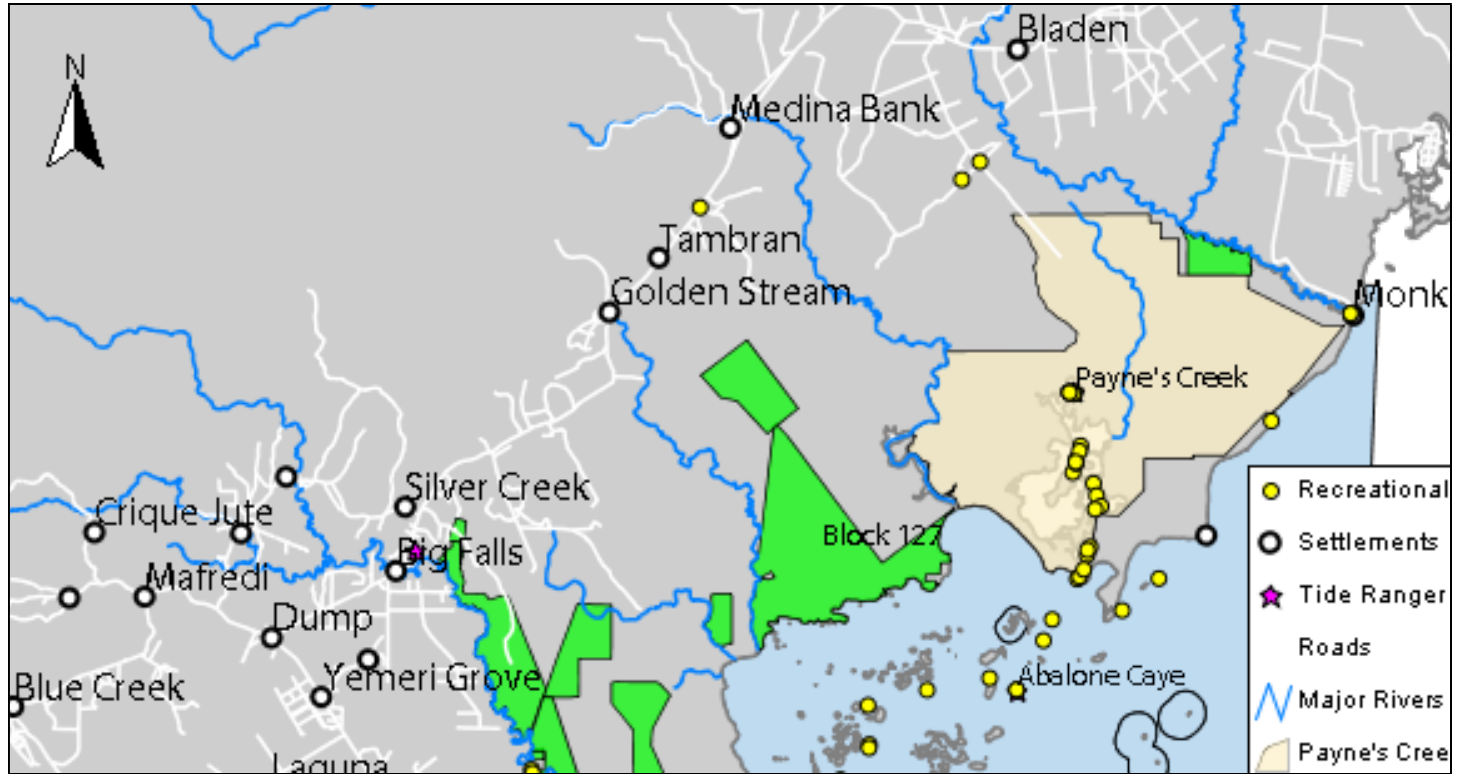 Bladen
N
Medina Bank
Tambran
Golden Stream
Monk
Payne's Creek
Silver Creek
Crique Jute
Block 127
Big Falls
Mafredi
Dump
Yemeri Grove
Blue Creek
Abalone Caye
Laguna
Recreational
Settlements
Tide Ranger
Roads
Major Rivers
Payne's Cree